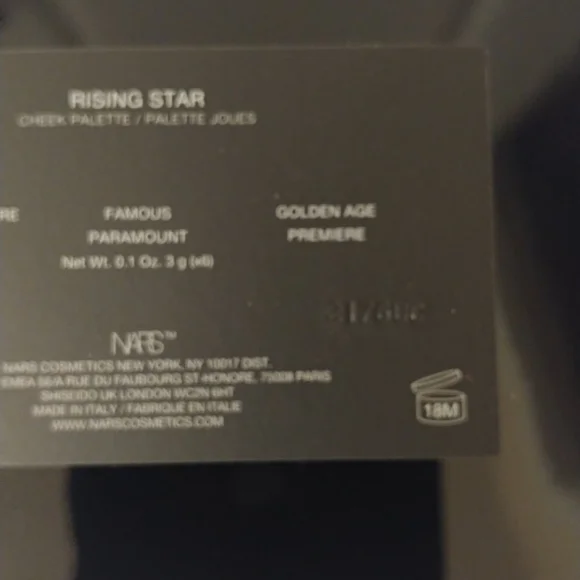 RISING STAR
CHEEK PALETTE / PALETTE JOUES
RE FAMOUS GOLDEN AGE
PARAMOUNT PREMIERE
Net Wt. 0.1 Oz. 3 g (x6)
NARS™
NARS COSMETICS NEW YORK, NY 10017 DIST.
EMEA 56/A RUE DU FAUBOURG ST-HONORE, 75008 PARIS
SHISEIDO UK LONDON WC2N 6HT
MADE IN ITALY / FABRIQUÉ EN ITALIE
WWW.NARSCOSMETICS.COM
18M